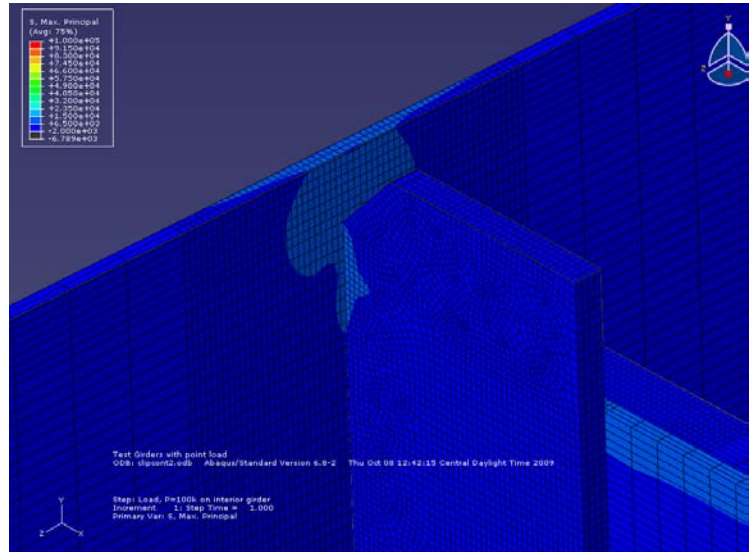 S, Max. Principal
(Avg: 75%)
+1.000e+05
+9.150e+04
+8.300e+04
+7.450e+04
+6.600e+04
+5.750e+04
+4.900e+04
+4.050e+04
+3.200e+04
+2.350e+04
+1.500e+04
+6.500e+03
-2.000e+03
-6.789e+03
Y
Z
Test Girders with point load
ODB: clipsont2.odb Abaqus/Standard Version 6.8-2 Thu Oct 08 12:42:15 Central Daylight Time 2009
Step: Load, P=100k on interior girder
Increment 1: Step Time = 1.000
Primary Var: S, Max. Principal
Y
Z X